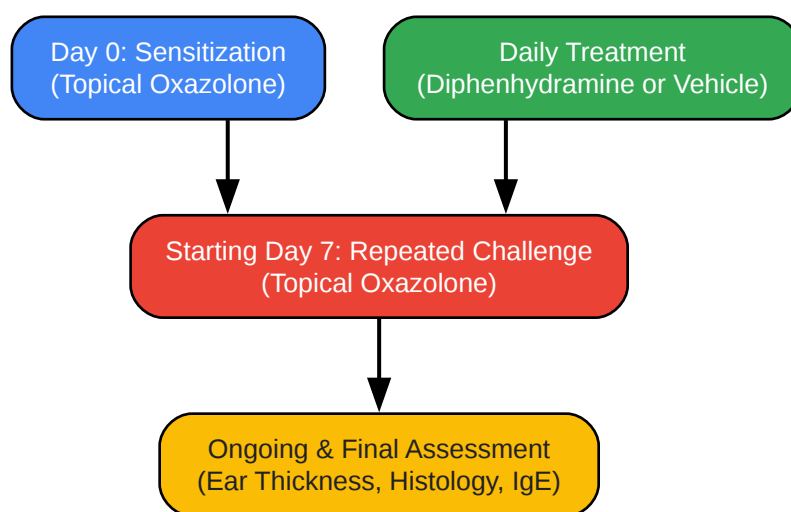 Day 0: Sensitization
(Topical Oxazolone)
Daily Treatment
(Diphenhydramine or Vehicle)
Starting Day 7: Repeated Challenge
(Topical Oxazolone)
Ongoing & Final Assessment
(Ear Thickness, Histology, IgE)